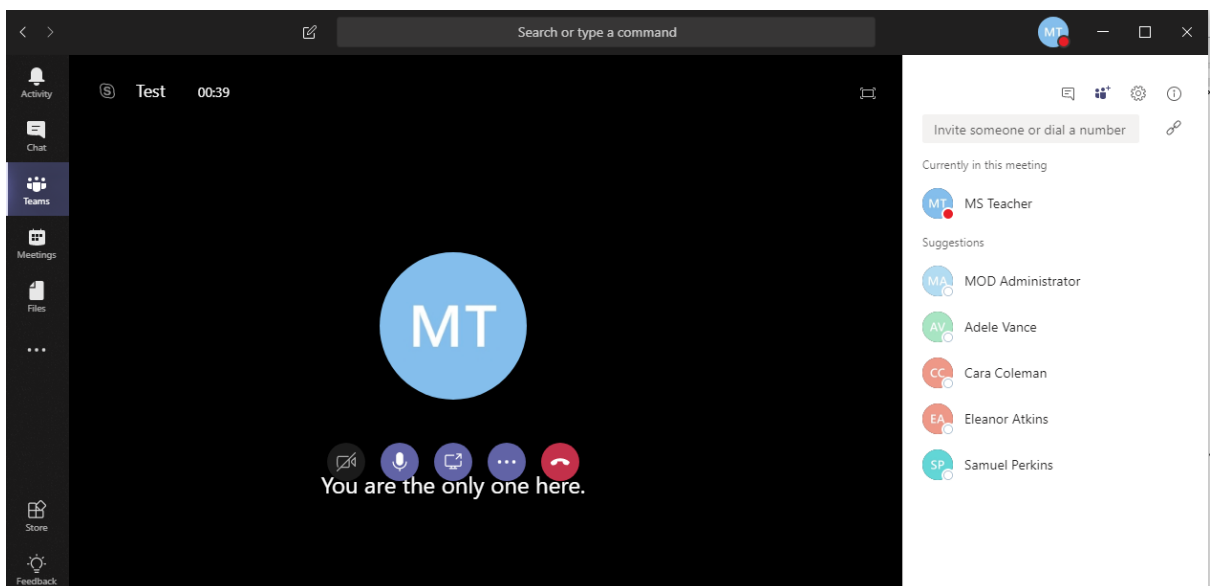 Search or type a command
MT
Activity
Chat
Teams
Meetings
Files
Store
Feedback
Test 00:39
MT
You are the only one here.
Invite someone or dial a number
Currently in this meeting
MT MS Teacher
Suggestions
MA MOD Administrator
AV Adele Vance
CC Cara Coleman
EA Eleanor Atkins
SP Samuel Perkins